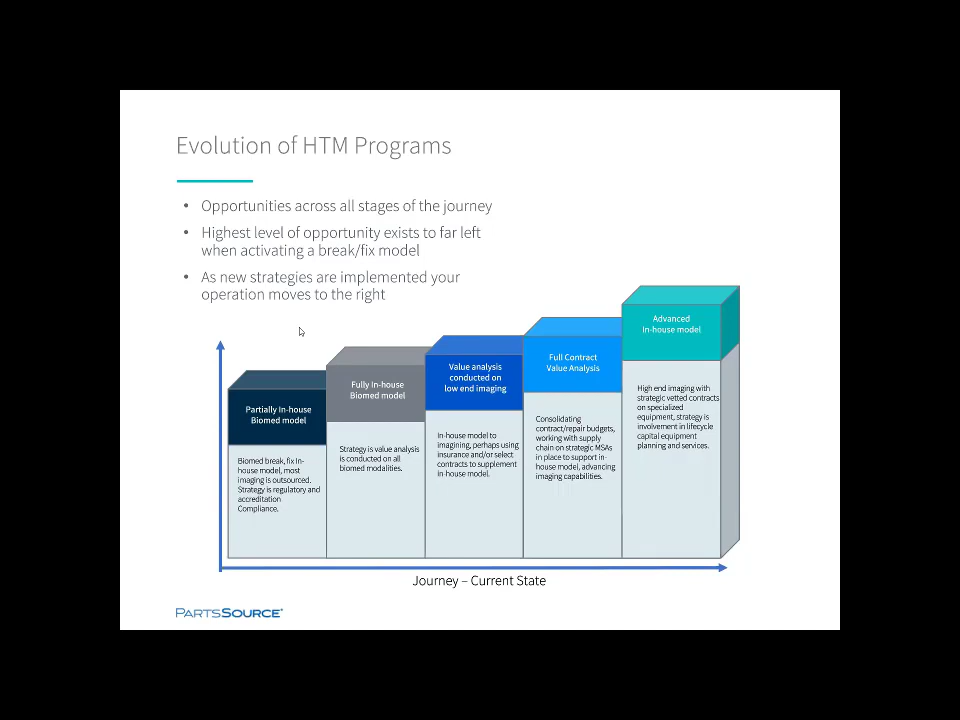 Evolution of HTM Programs
• Opportunities across all stages of the journey
• Highest level of opportunity exists to far left
when activating a break/fix model
• As new strategies are implemented your
operation moves to the right
Partially In-house
Biomed model
Biomed break, fix In-
house model, most
imaging is outsourced.
Strategy is regulatory and
accreditation
Compliance.
Fully In-house
Biomed model
Strategy is value analysis
is conducted on all
biomed modalities.
Value analysis
conducted on
low end imaging
In-house model to
imagining, perhaps using
insurance and/or select
contracts to supplement
in-house model.
Full Contract
Value Analysis
Consolidating
contract/repair budgets,
working with supply
chain on strategic MSAs
in place to support in-
house model, advancing
imaging capabilities.
Advanced
In-house model
High end imaging with
strategic vetted contracts
on specialized
equipment, strategy is
involvement in lifecycle
capital equipment
planning and services.
Journey – Current State
PARTSSOURCE